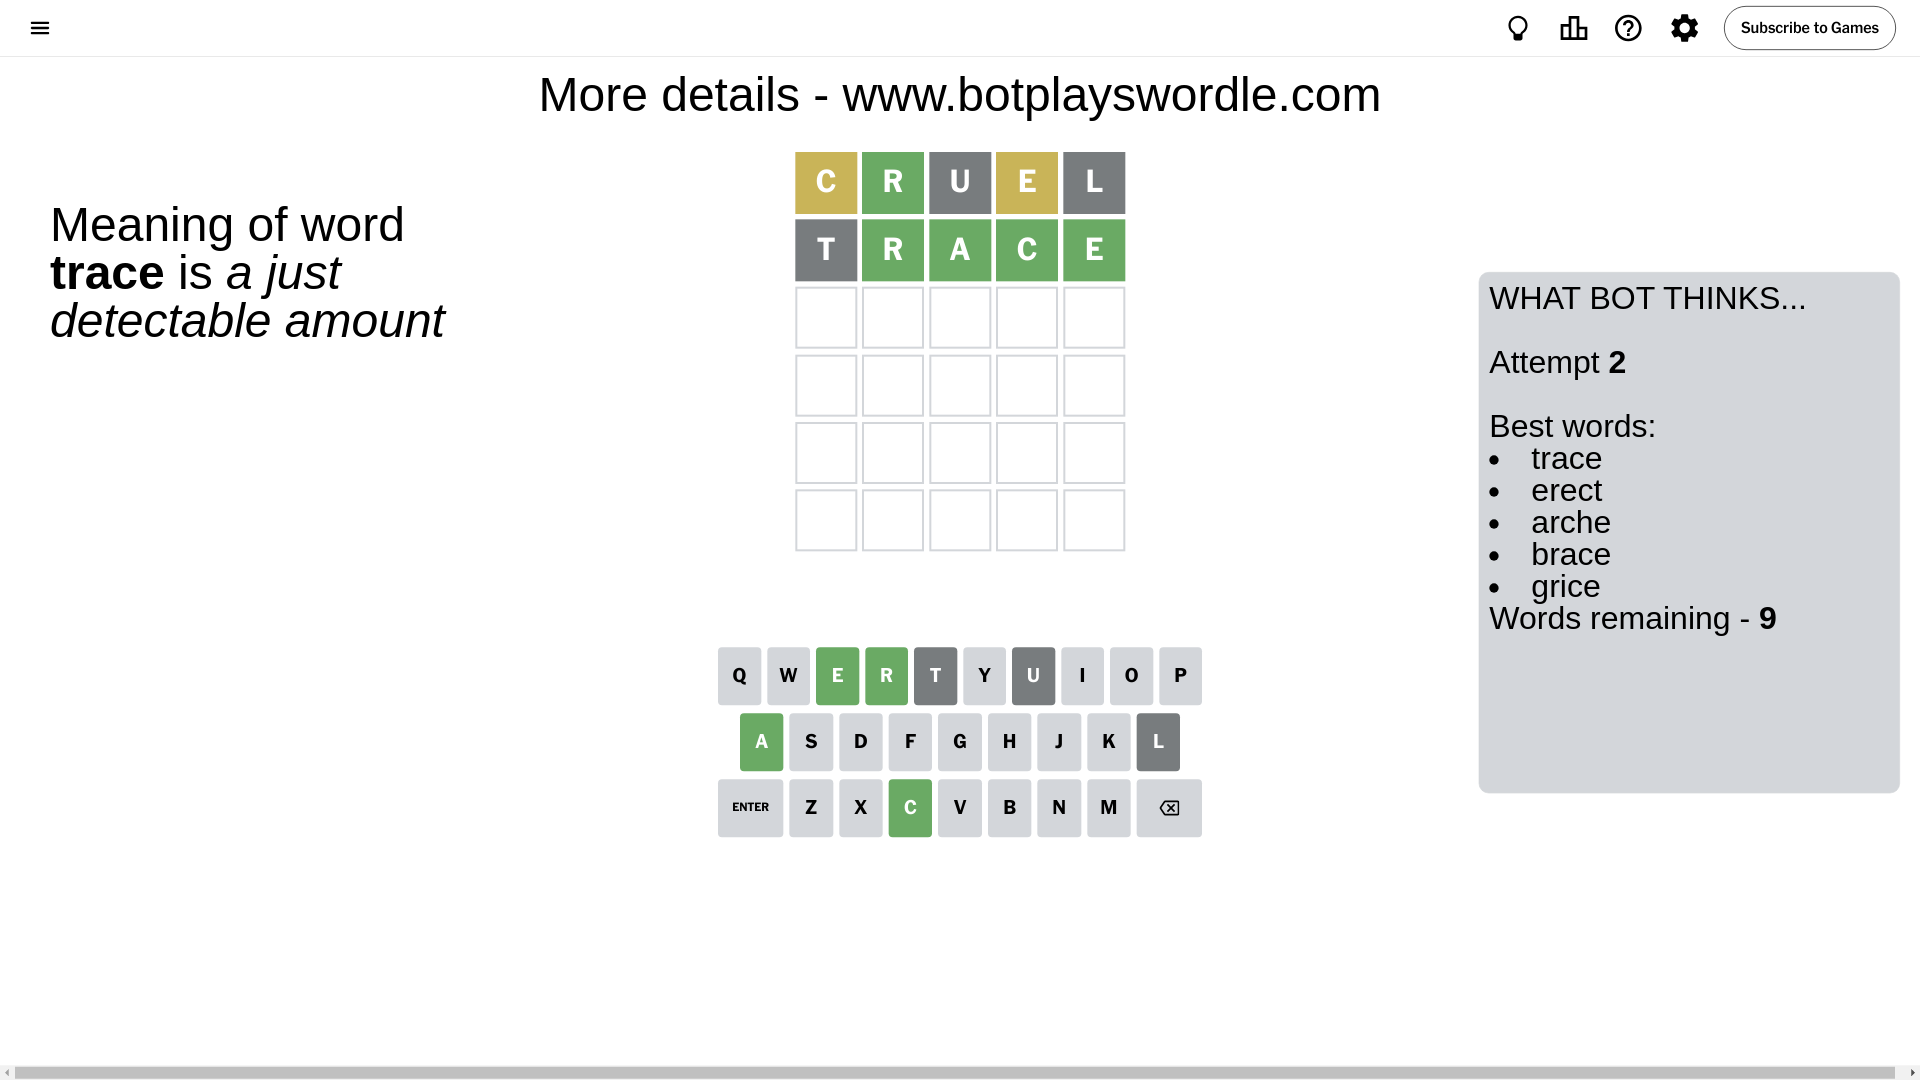 Subscribe to Games
More details - www.botplayswordle.com
Meaning of word
trace is a just
detectable amount
C R U E L
T R A C E
WHAT BOT THINKS...
Attempt 2
Best words:
• trace
• erect
• arche
• brace
• grice
Words remaining - 9
Q W E R T Y U I O P
A S D F G H J K L
ENTER Z X C V B N M